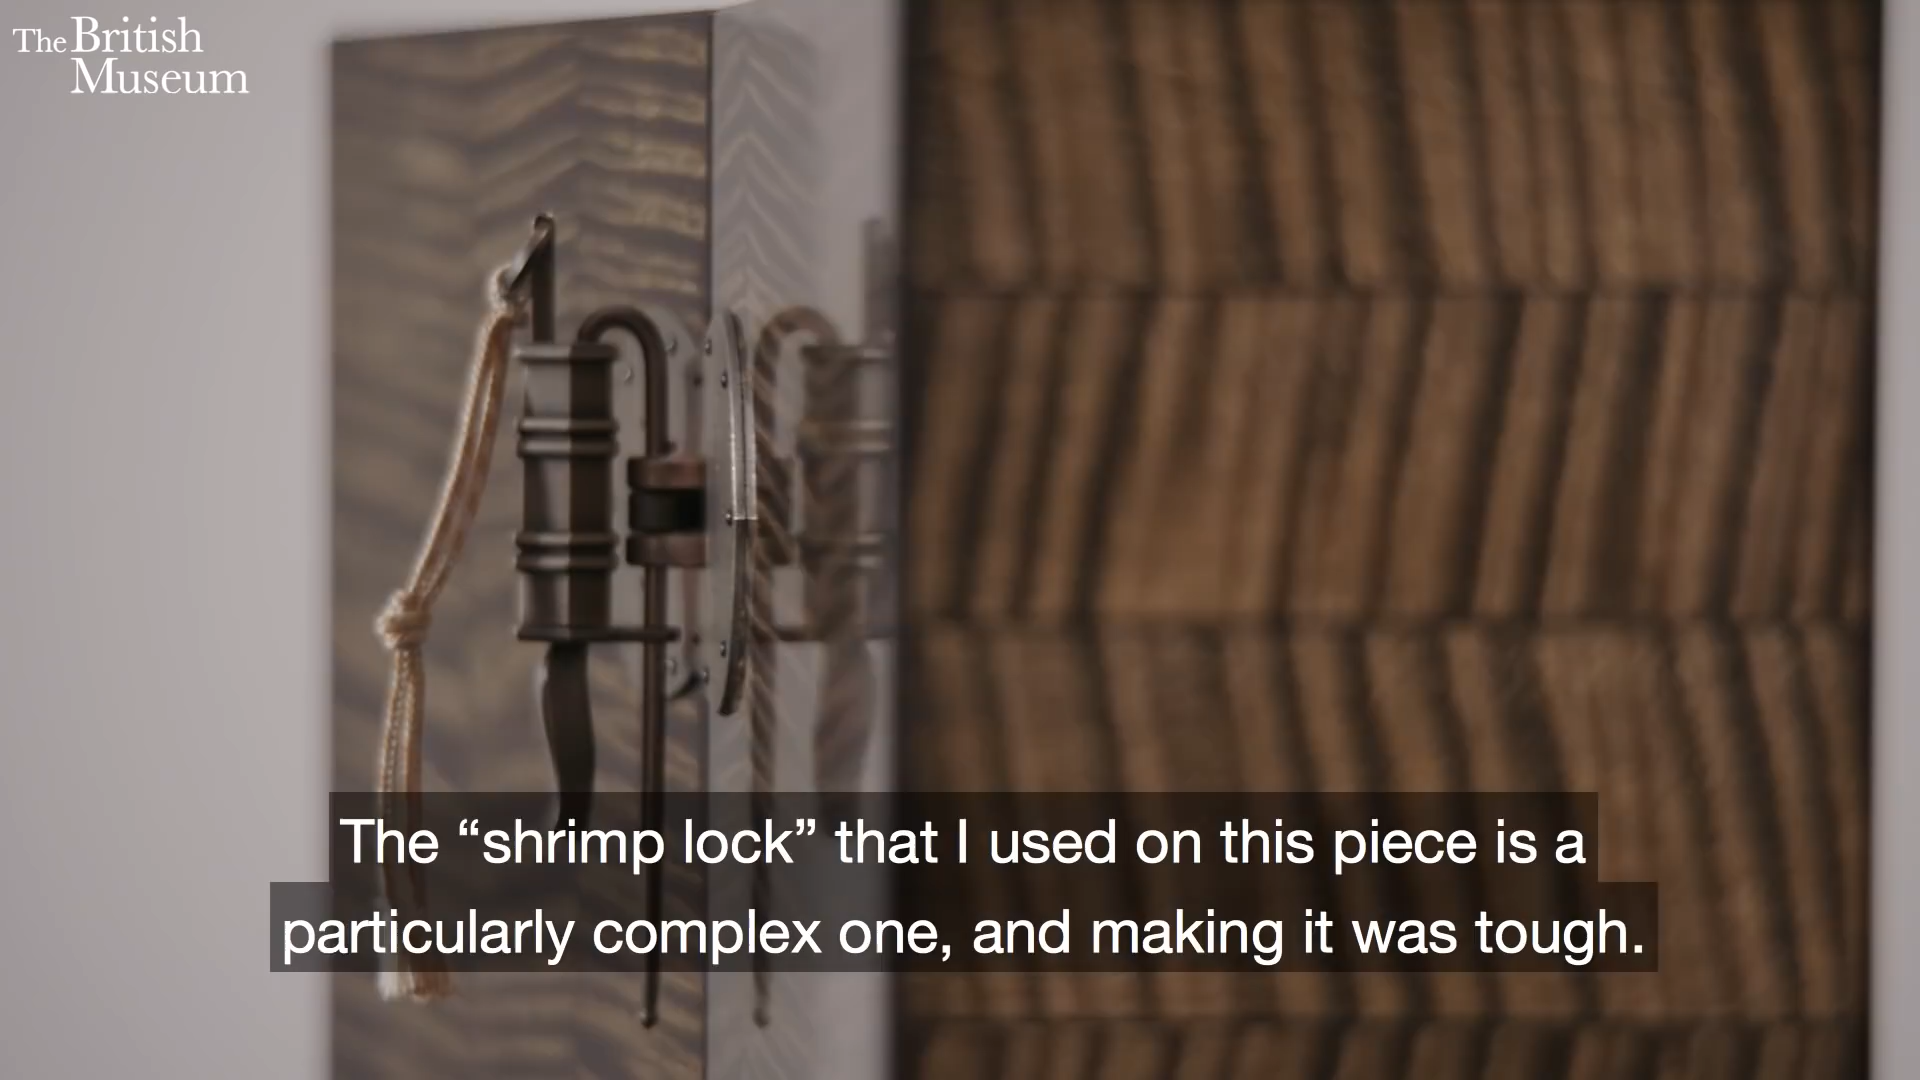 The British
Museum
The “shrimp lock” that I used on this piece is a
particularly complex one, and making it was tough.